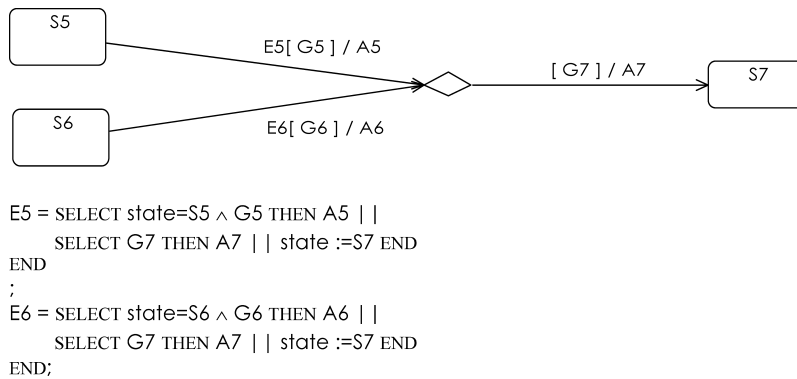 S5
E5[ G5 ] / A5
[ G7 ] / A7
S7
S6
E6[ G6 ] / A6
E5 = SELECT state=S5 ∧ G5 THEN A5 ||
SELECT G7 THEN A7 || state :=S7 END
END
;
E6 = SELECT state=S6 ∧ G6 THEN A6 ||
SELECT G7 THEN A7 || state :=S7 END
END;